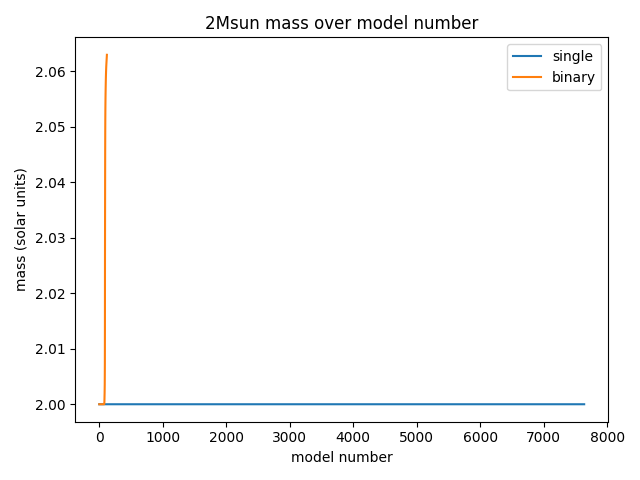 2Msun mass over model number
single
binary
2.06
2.05
2.04
2.03
2.02
2.01
2.00
mass (solar units)
0 1000 2000 3000 4000 5000 6000 7000 8000
model number